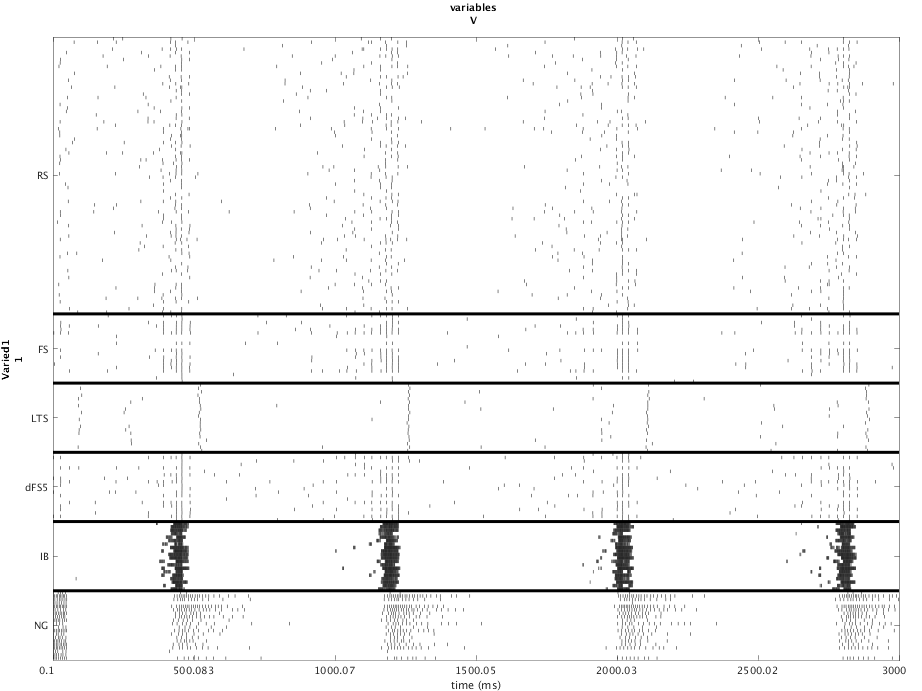 variables
V
RS
FS
LTS
dFS5
IB
NG
Varied1
1
0.1 500.083 1000.07 1500.05 2000.03 2500.02 3000
time (ms)